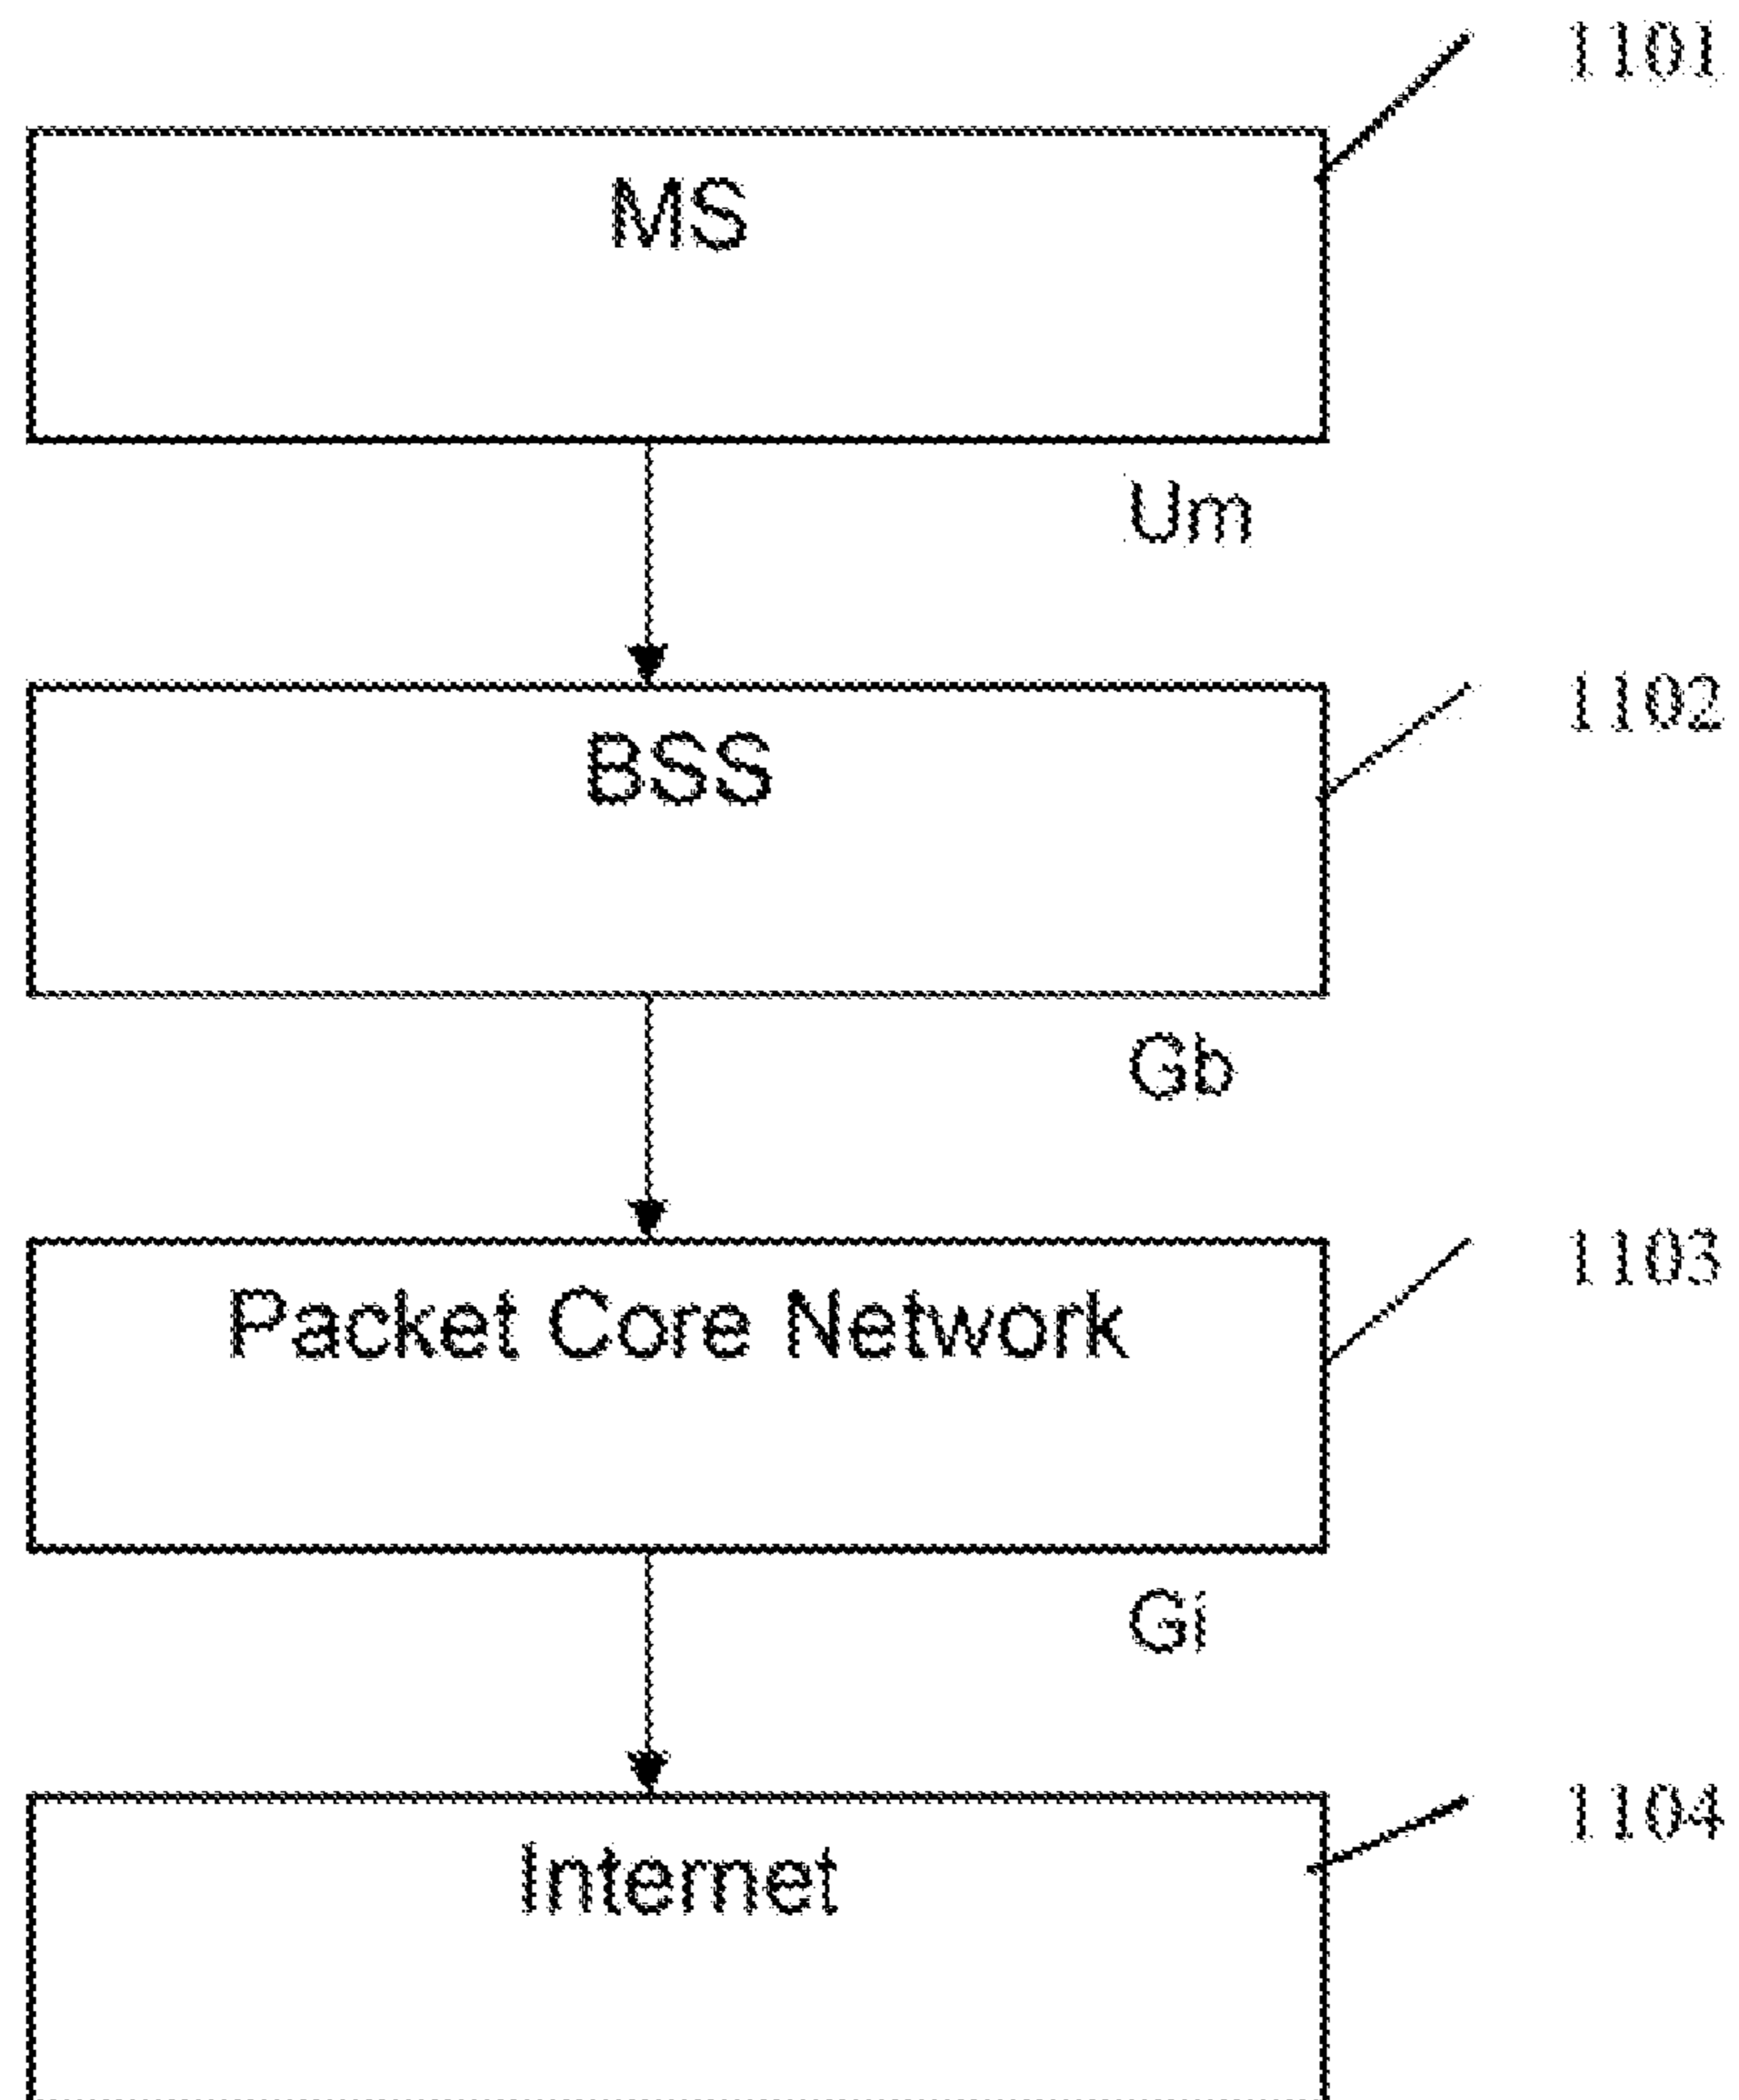 1101
MS
Um
1102
BSS
Gb
1103
Packet Core Network
Gi
1104
Internet